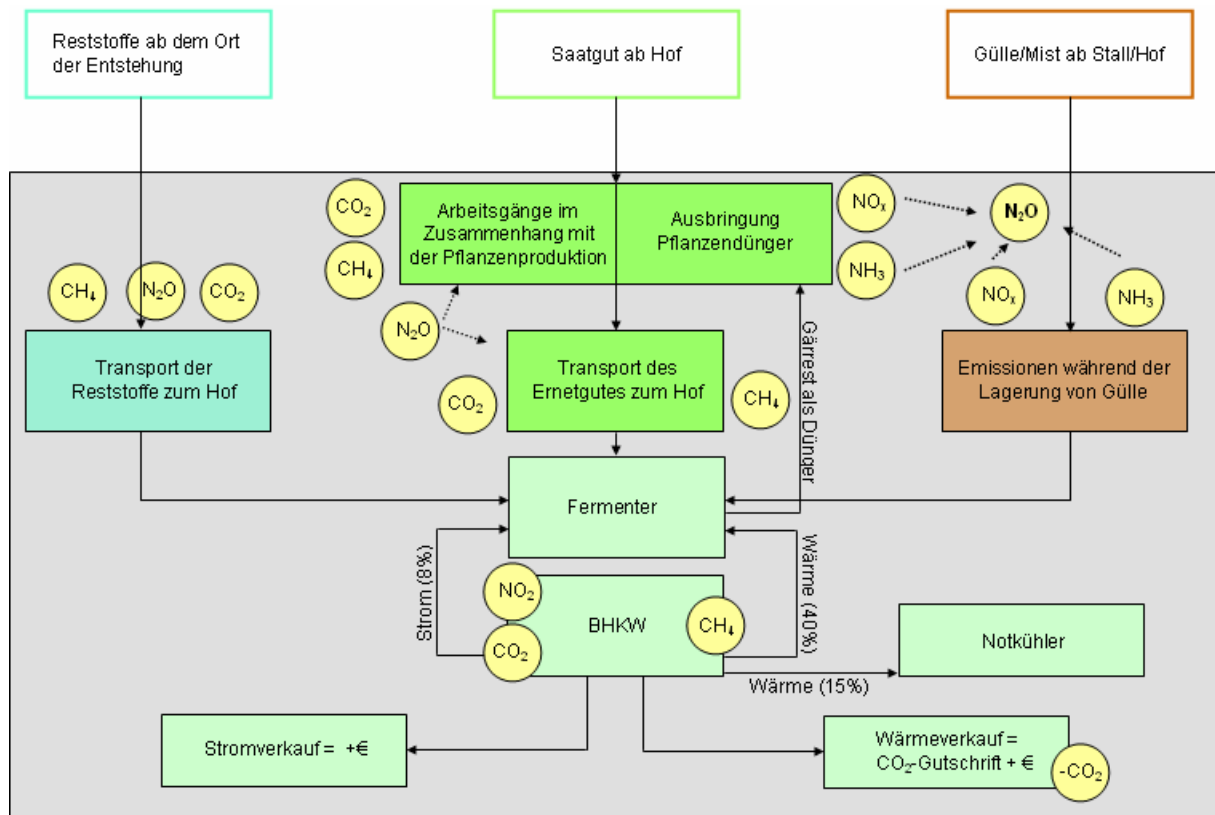 Reststoffe ab dem Ort
der Entstehung
Saatgut ab Hof
Gülle/Mist ab Stall/Hof
CO₂
CH₄
Arbeitsgänge im
Zusammenhang mit
der Pflanzenproduktion
Ausbringung
Pflanzendünger
NOₓ
NH₃
N₂O
NOₓ
NH₃
CH₄
N₂O
CO₂
N₂O
Transport der
Reststoffe zum Hof
CO₂
Transport des
Ernetgutes zum Hof
CH₄
Gärrest als Dünger
Emissionen während der
Lagerung von Gülle
Fermenter
Strom (8%)
Wärme (40%)
NO₂
CO₂
BHKW
CH₄
Wärme (15%)
Notkühler
Stromverkauf = +€
Wärmeverkauf =
CO₂-Gutschrift + €
-CO₂